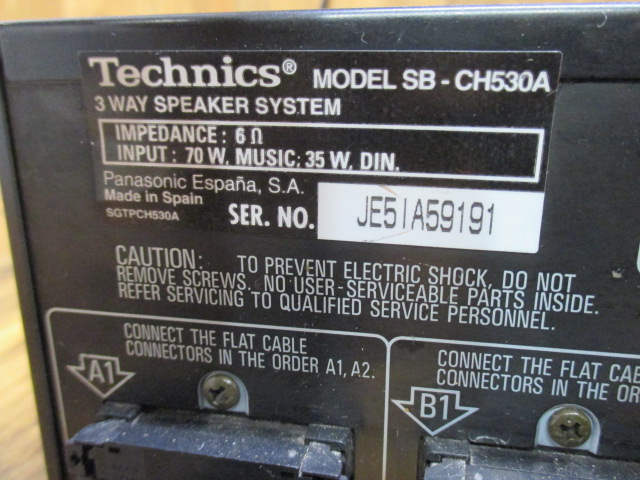 Technics® MODEL SB - CH530A
3 WAY SPEAKER SYSTEM
IMPEDANCE : 6 Ω
INPUT : 70 W, MUSIC; 35 W, DIN.
Panasonic España, S.A.
Made in Spain
SGTPCH530A
SER. NO. JE5IA59191
CAUTION: TO PREVENT ELECTRIC SHOCK, DO NOT
REMOVE SCREWS. NO USER-SERVICEABLE PARTS INSIDE.
REFER SERVICING TO QUALIFIED SERVICE PERSONNEL.
CONNECT THE FLAT CABLE
CONNECTORS IN THE ORDER A1, A2.
A1
CONNECT THE FLAT
CONNECTORS IN THE
B1